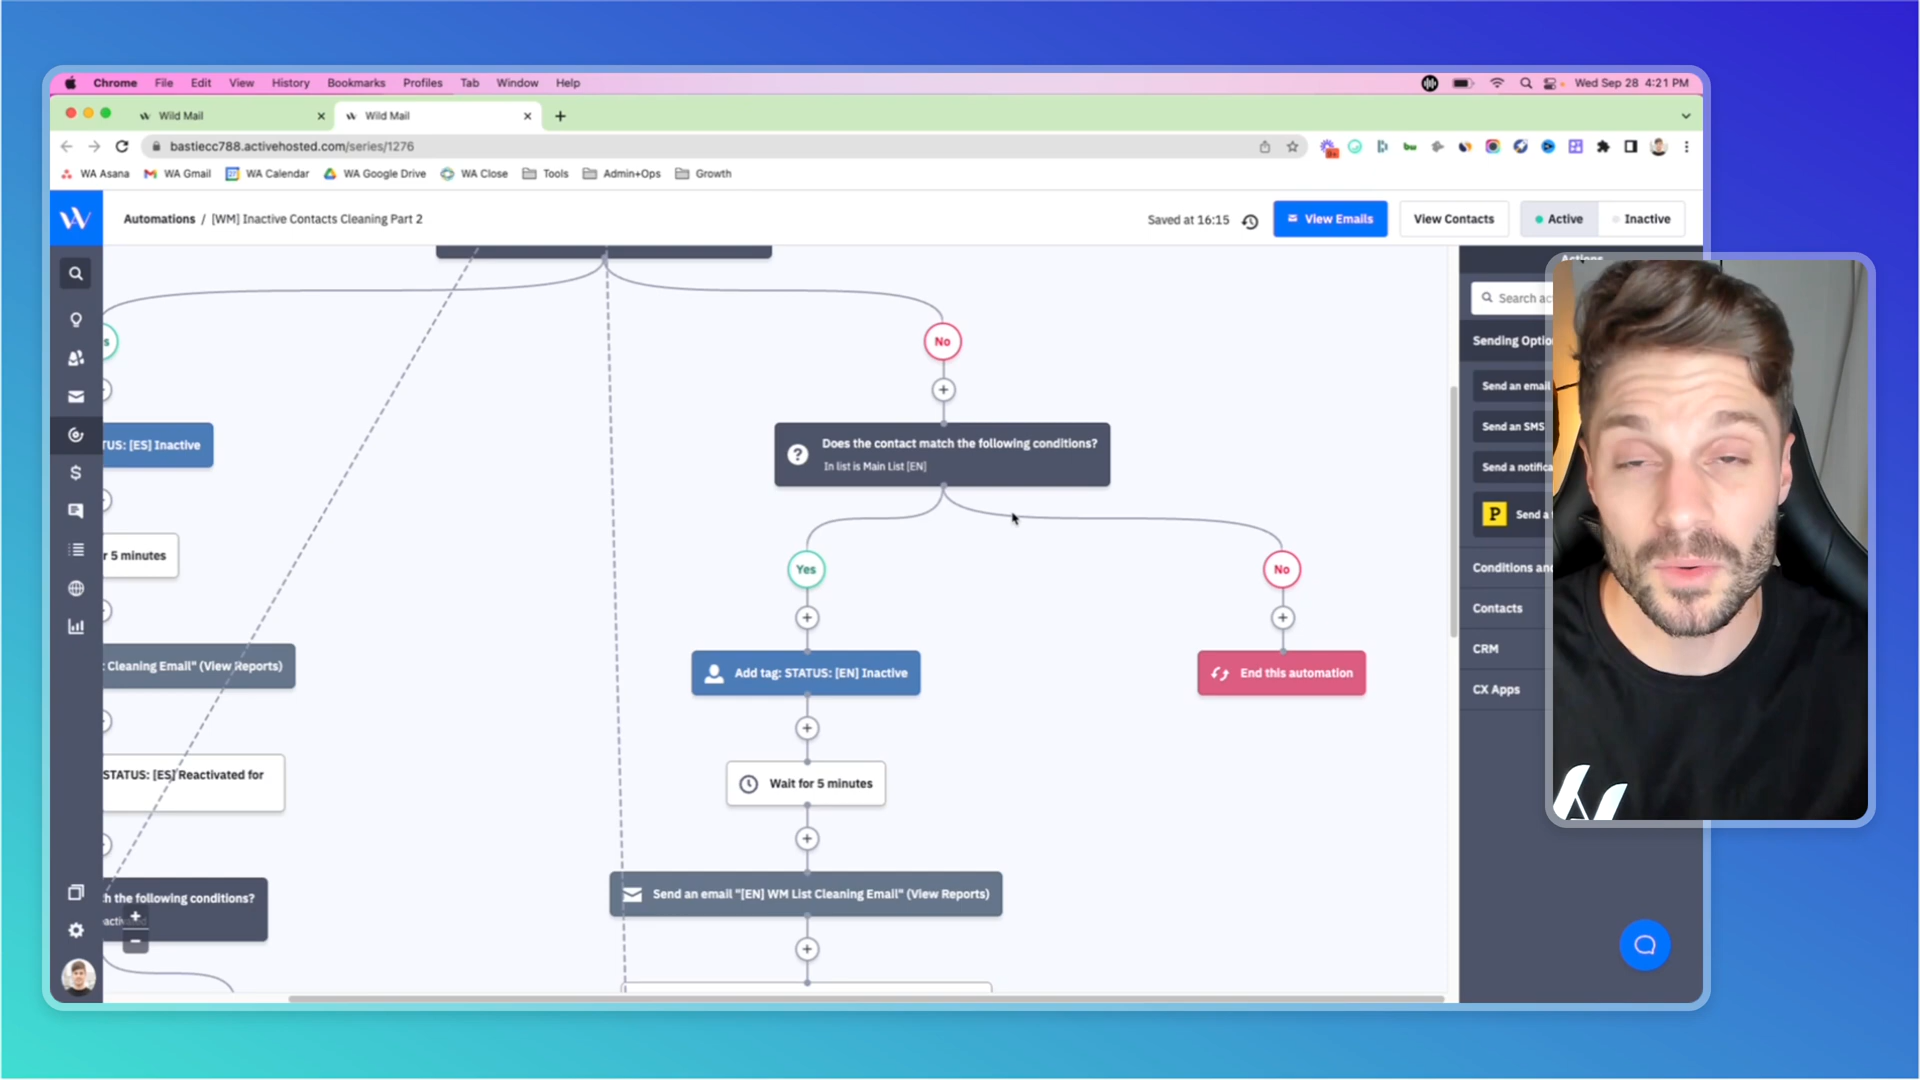 Chrome File Edit View History Bookmarks Profiles Tab Window Help
Wed Sep 28 4:21 PM
Wild Mail
Wild Mail
bastiecc788.activehosted.com/series/1276
WA Asana WA Gmail WA Calendar WA Google Drive WA Close Tools Admin+Ops Growth
Automations / [WM] Inactive Contacts Cleaning Part 2
Saved at 16:15
View Emails
View Contacts
Active
Inactive
No
Does the contact match the following conditions?
In list is Main List [EN]
Yes
No
Add tag: STATUS: [EN] Inactive
End this automation
Wait for 5 minutes
Send an email "[EN] WM List Cleaning Email" (View Reports)
TUS: [ES] Inactive
r 5 minutes
Cleaning Email" (View Reports)
STATUS: [ES] Reactivated for
h the following conditions?
Actions
Search ac
Sending Optio
Send an email
Send an SMS
Send a notifica
P
Send a
Conditions and
Contacts
CRM
CX Apps